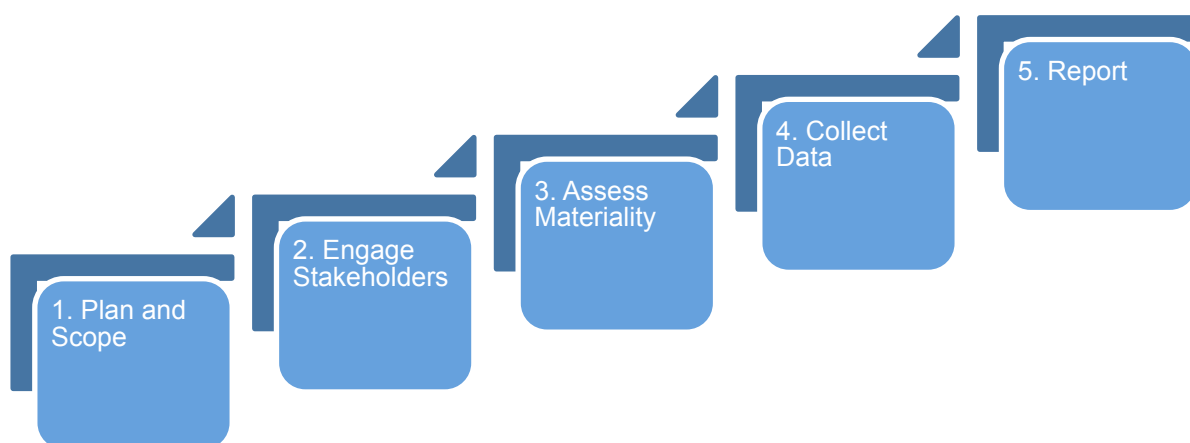 1. Plan and
Scope
2. Engage
Stakeholders
3. Assess
Materiality
4. Collect
Data
5. Report